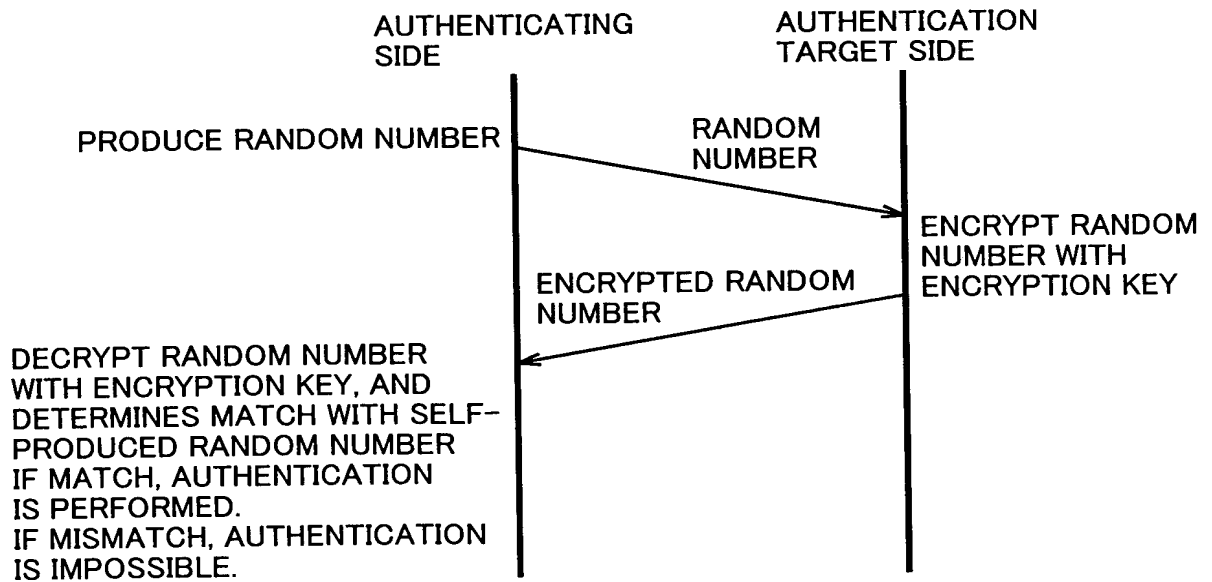 AUTHENTICATING
SIDE
AUTHENTICATION
TARGET SIDE
PRODUCE RANDOM NUMBER
RANDOM
NUMBER
ENCRYPT RANDOM
NUMBER WITH
ENCRYPTION KEY
ENCRYPTED RANDOM
NUMBER
DECRYPT RANDOM NUMBER
WITH ENCRYPTION KEY, AND
DETERMINES MATCH WITH SELF-
PRODUCED RANDOM NUMBER
IF MATCH, AUTHENTICATION
IS PERFORMED.
IF MISMATCH, AUTHENTICATION
IS IMPOSSIBLE.